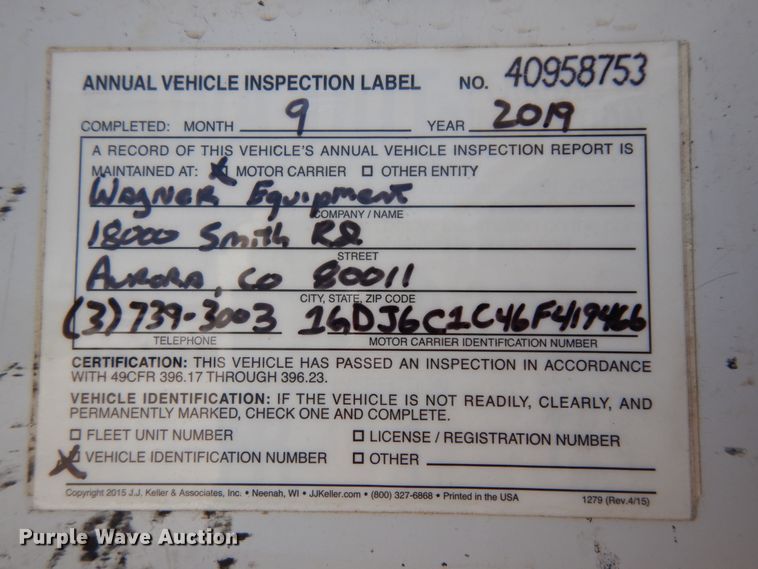 ANNUAL VEHICLE INSPECTION LABEL NO. 40958753
COMPLETED: MONTH 9 YEAR 2019
A RECORD OF THIS VEHICLE'S ANNUAL VEHICLE INSPECTION REPORT IS
MAINTAINED AT: X MOTOR CARRIER ☐ OTHER ENTITY
Wagner Equipment
COMPANY / NAME
18000 Smith Rd
STREET
Aurora, CO 80011
CITY, STATE, ZIP CODE
(3) 739-3003 1GDJ6C1C46F419466
TELEPHONE MOTOR CARRIER IDENTIFICATION NUMBER
CERTIFICATION: THIS VEHICLE HAS PASSED AN INSPECTION IN ACCORDANCE
WITH 49CFR 396.17 THROUGH 396.23.
VEHICLE IDENTIFICATION: IF THE VEHICLE IS NOT READILY, CLEARLY, AND
PERMANENTLY MARKED, CHECK ONE AND COMPLETE.
☐ FLEET UNIT NUMBER ☐ LICENSE / REGISTRATION NUMBER
X VEHICLE IDENTIFICATION NUMBER ☐ OTHER
Copyright 2015 J.J. Keller & Associates, Inc. • Neenah, WI • JJKeller.com • (800) 327-6868 • Printed in the USA 1279 (Rev.4/15)
Purple Wave Auction